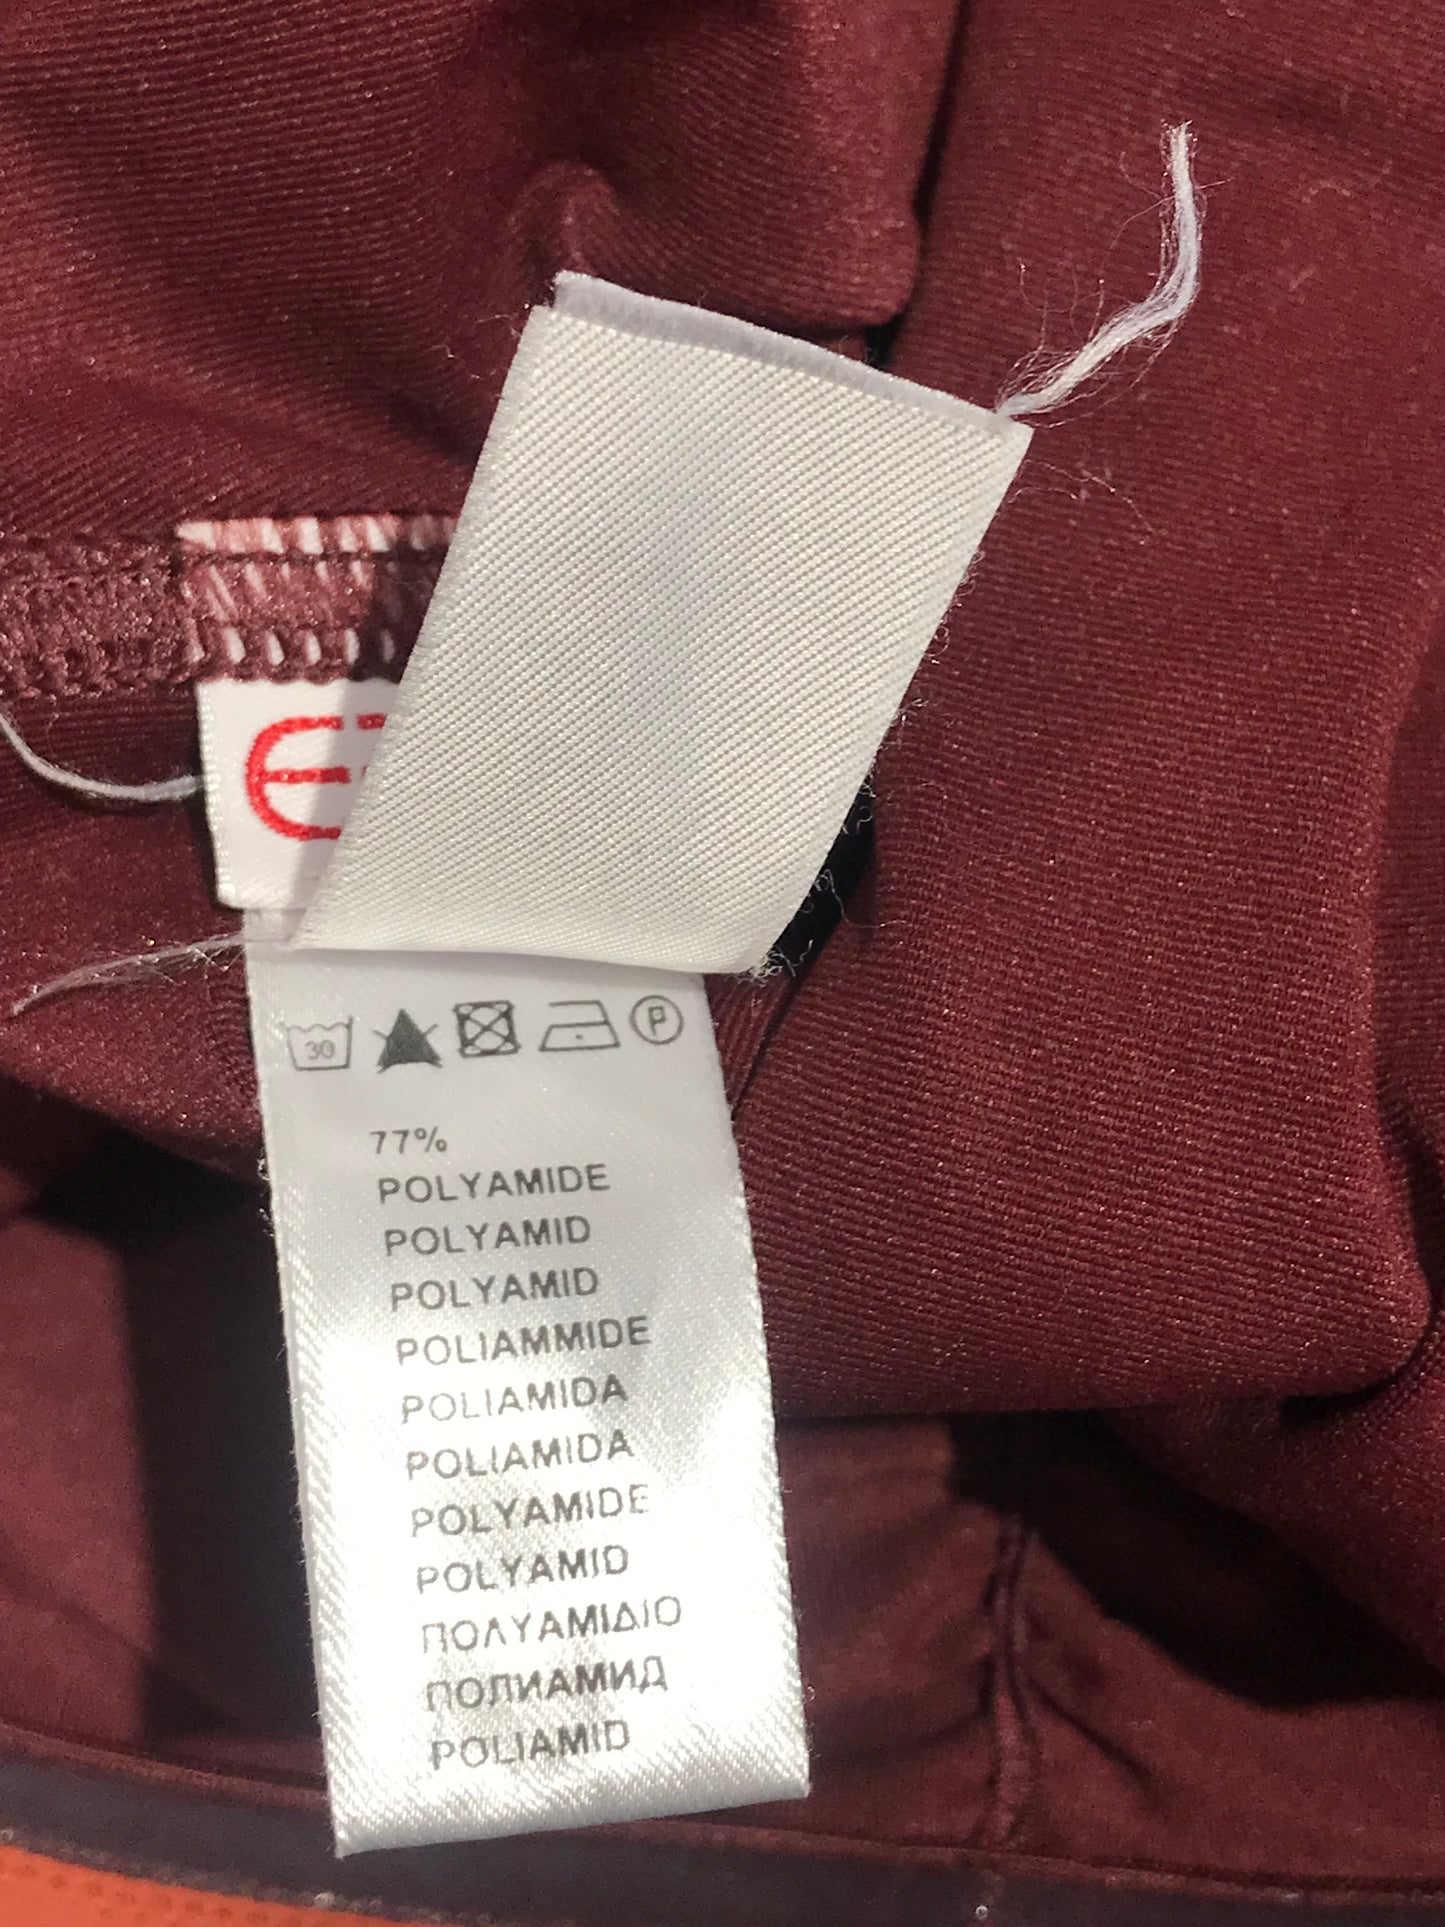 30 P
77%
POLYAMIDE
POLYAMID
POLYAMID
POLIAMMIDE
POLIAMIDA
POLIAMIDA
POLYAMIDE
POLYAMID
ΠΟΛΥΑΜΙΔΙΟ
ПОЛИАМИД
POLIAMID